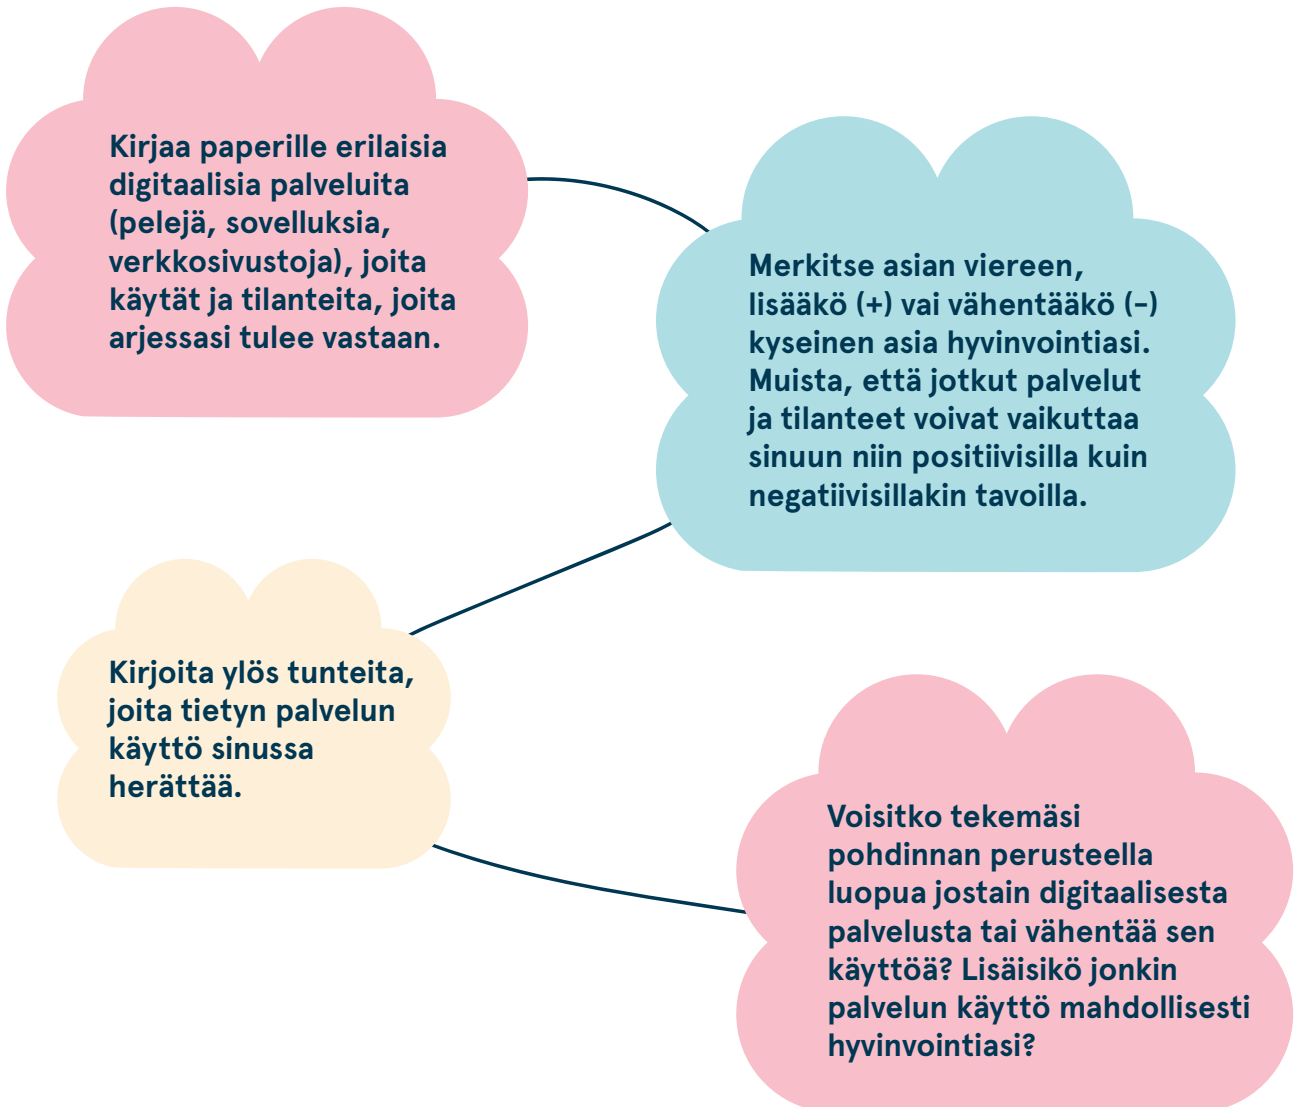 Kirjaa paperille erilaisia
digitaalisia palveluita
(pelejä, sovelluksia,
verkkosivustoja), joita
käytät ja tilanteita, joita
arjessasi tulee vastaan.
Merkitse asian viereen,
lisääkö (+) vai vähentääkö (–)
kyseinen asia hyvinvointiasi.
Muista, että jotkut palvelut
ja tilanteet voivat vaikuttaa
sinuun niin positiivisilla kuin
negatiivisillakin tavoilla.
Kirjoita ylös tunteita,
joita tietyn palvelun
käyttö sinussa
herättää.
Voisitko tekemäsi
pohdinnan perusteella
luopua jostain digitaalisesta
palvelusta tai vähentää sen
käyttöä? Lisäisikö jonkin
palvelun käyttö mahdollisesti
hyvinvointiasi?